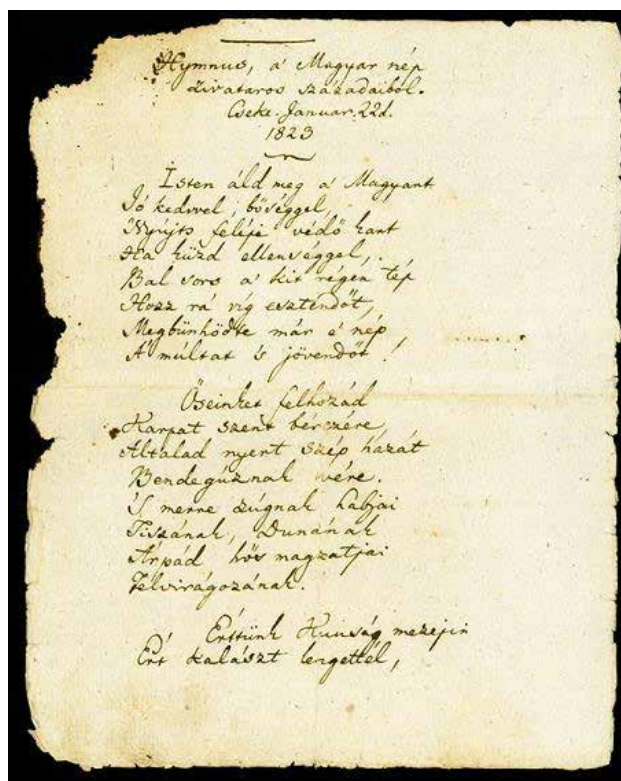 Hymnus, a' Magyar nép
zivataros századaiból.
Cseke. Januar. 22d.
1823
Isten áld meg a' Magyart
Jó kedvvel, bőséggel,
Nyújts feléje védő kart
Ha küzd ellenséggel,
Bal sors a' kit régen tép
Hozz rá víg esztendőt,
Megbűnhödte már e' nép
A' múltat 's jövendőt!
Őseinket felhozád
Kárpát szent bérczére,
Általad nyert szép hazát
Bendegúznak vére.
'S merre zúgnak habjai
Tiszának, Dunának
Árpád hős magzatjai
Felvirágozának.
Értünk Kunság mezejin
Ért kalászt lengettél,